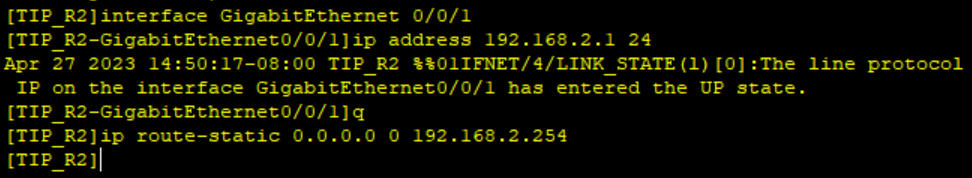 [TIP_R2]interface GigabitEthernet 0/0/1
[TIP_R2-GigabitEthernet0/0/1]ip address 192.168.2.1 24
Apr 27 2023 14:50:17-08:00 TIP_R2 %%01IFNET/4/LINK_STATE(l)[0]:The line protocol
 IP on the interface GigabitEthernet0/0/1 has entered the UP state.
[TIP_R2-GigabitEthernet0/0/1]q
[TIP_R2]ip route-static 0.0.0.0 0 192.168.2.254
[TIP_R2]